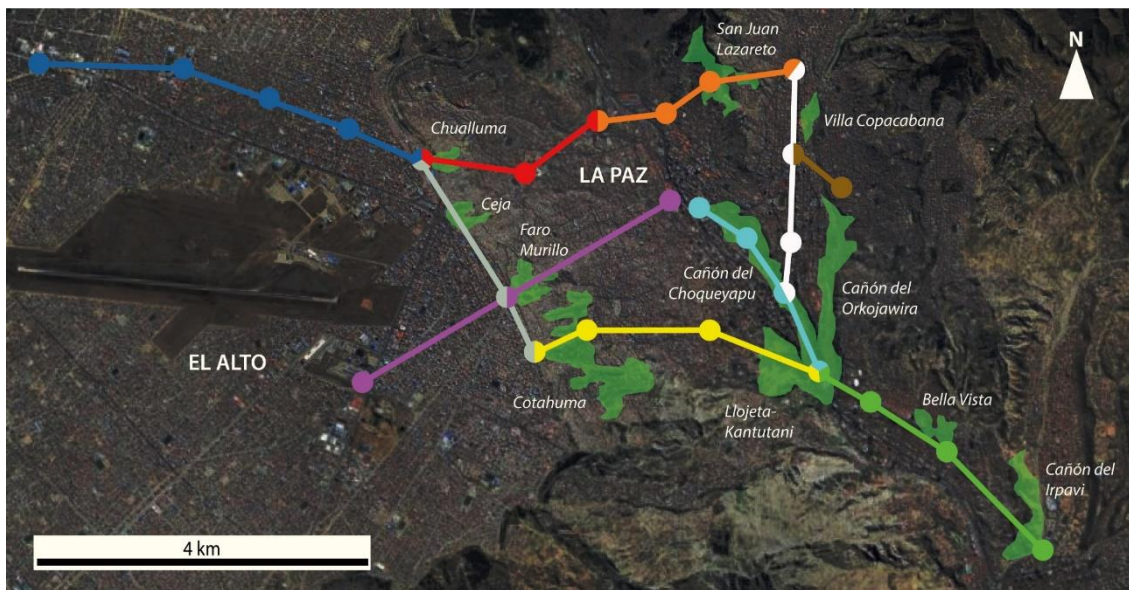 San Juan
Lazareto
N
Villa Copacabana
Chualluma
LA PAZ
Ceja
Faro
Murillo
Cañón del
Choqueyapu
Cañón del
Orkojawira
EL ALTO
Cotahuma
Llojeta-
Kantutani
Bella Vista
Cañón del
Irpavi
4 km